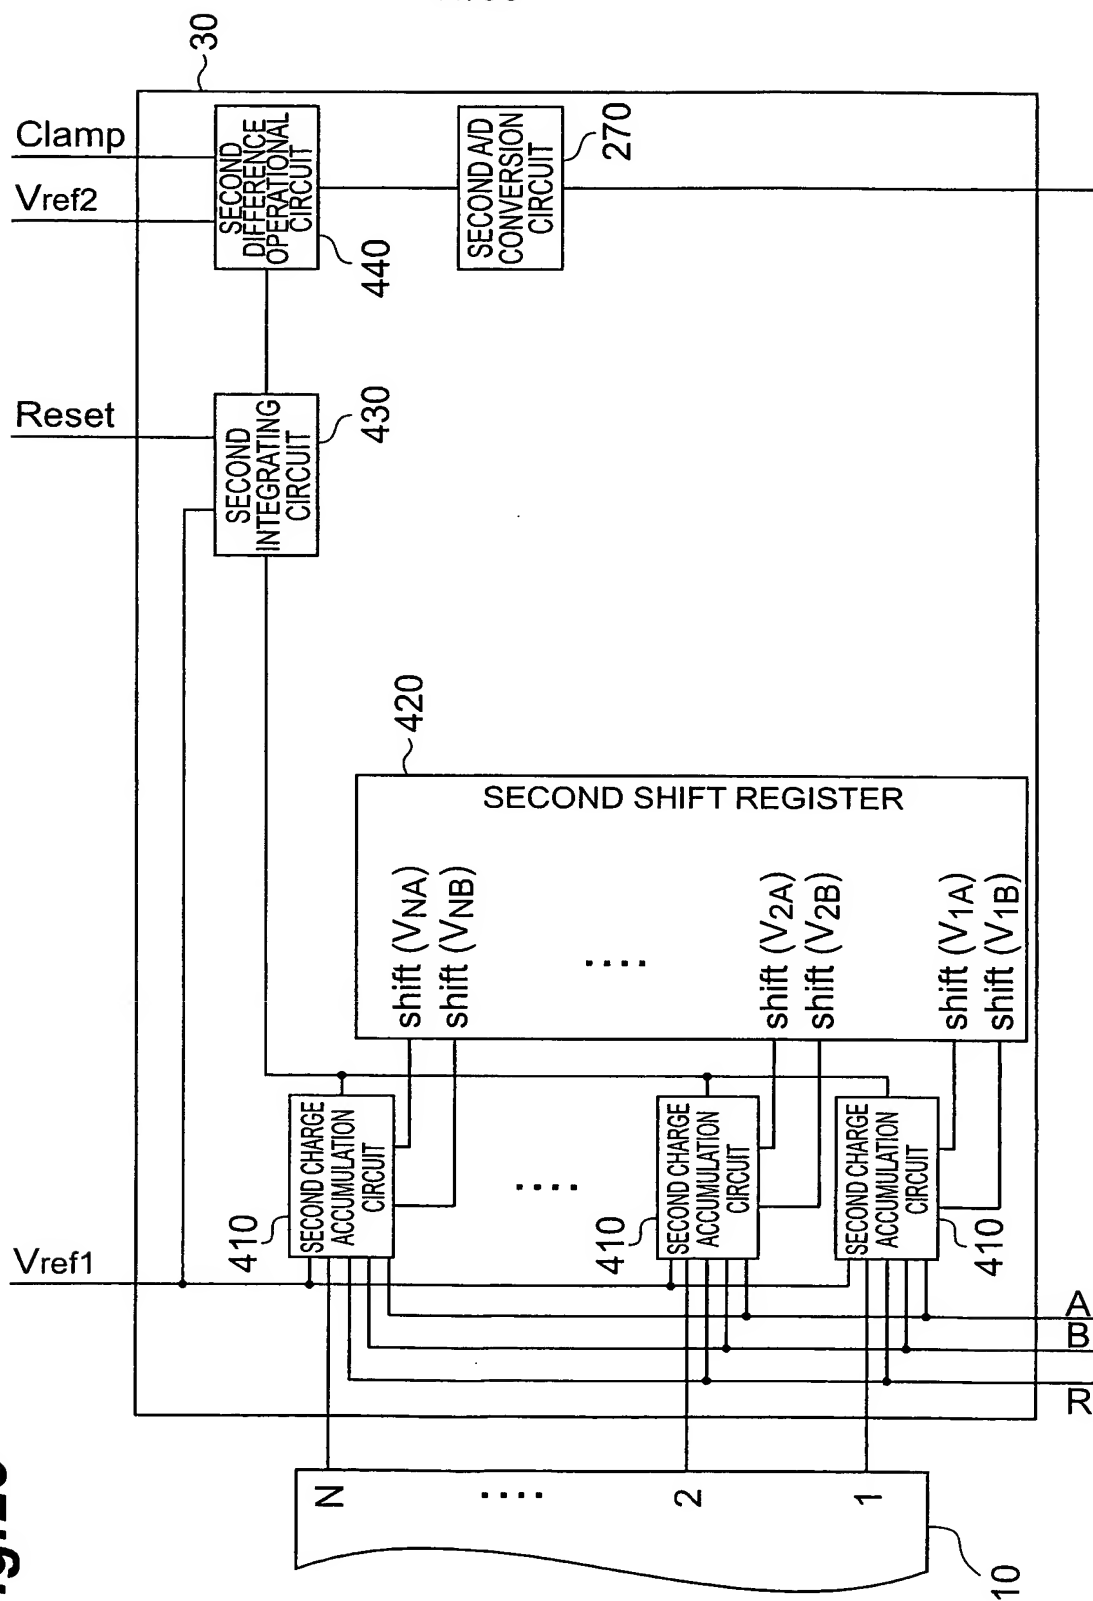 30
Clamp
Vref2
Reset
Vref1
SECOND
DIFFERENCE
OPERATIONAL
CIRCUIT
440
SECOND A/D
CONVERSION
CIRCUIT
270
SECOND
INTEGRATING
CIRCUIT
430
420
SECOND SHIFT REGISTER
shift (VNA)
shift (VNB)
....
shift (V2A)
shift (V2B)
shift (V1A)
shift (V1B)
SECOND CHARGE
ACCUMULATION
CIRCUIT
410
....
SECOND CHARGE
ACCUMULATION
CIRCUIT
410
SECOND CHARGE
ACCUMULATION
CIRCUIT
410
A
B
R
N
....
2
1
10